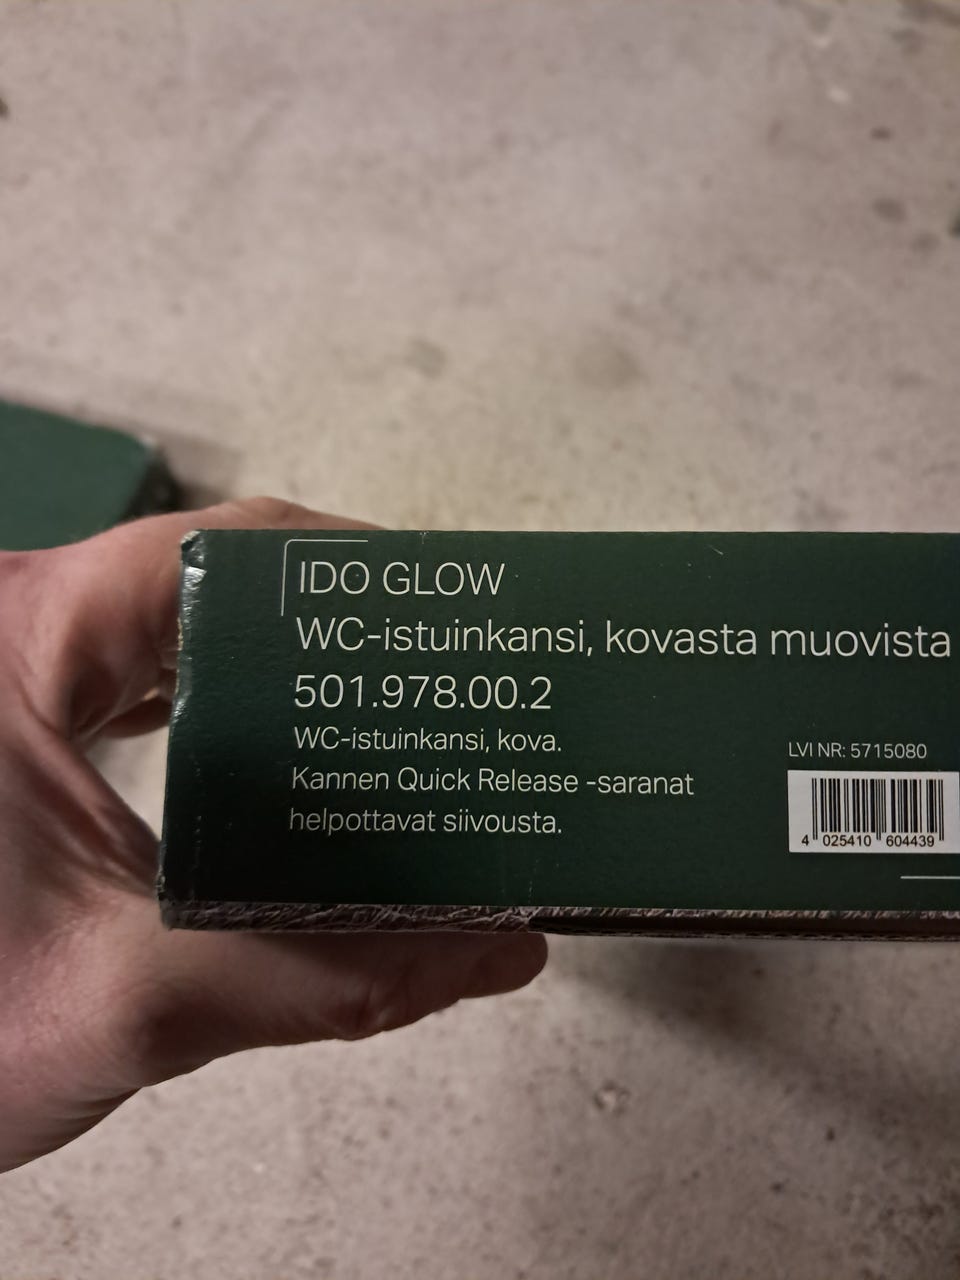 IDO GLOW
WC-istuinkansi, kovasta muovista
501.978.00.2
WC-istuinkansi, kova.
Kannen Quick Release -saranat
helpottavat siivousta.
LVI NR: 5715080
4 025410 604439